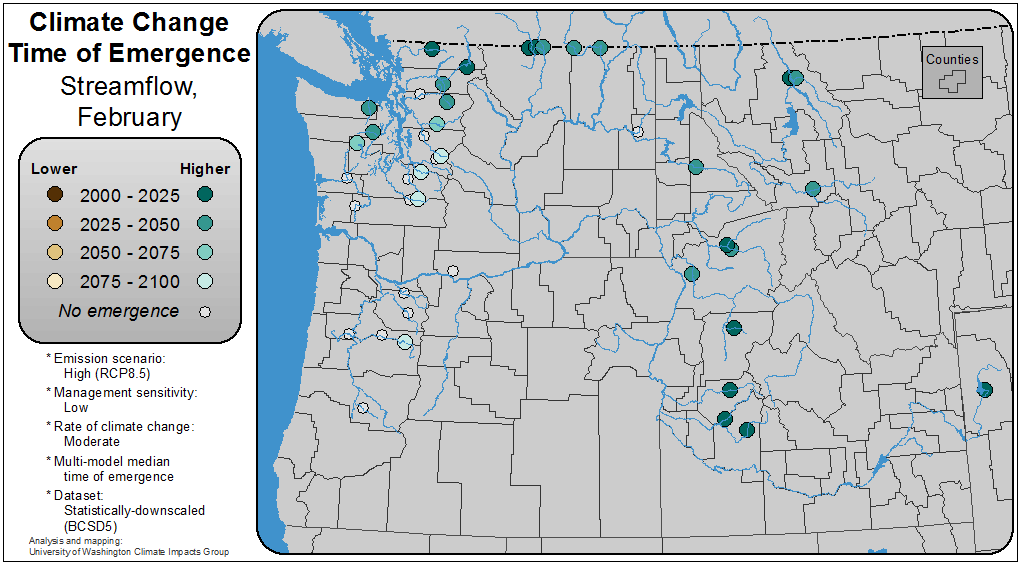 Climate Change
Time of Emergence
Streamflow,
February
Lower Higher
2000 - 2025
2025 - 2050
2050 - 2075
2075 - 2100
No emergence
* Emission scenario:
High (RCP8.5)
* Management sensitivity:
Low
* Rate of climate change:
Moderate
* Multi-model median
time of emergence
* Dataset:
Statistically-downscaled
(BCSD5)
Analysis and mapping:
University of Washington Climate Impacts Group
Counties